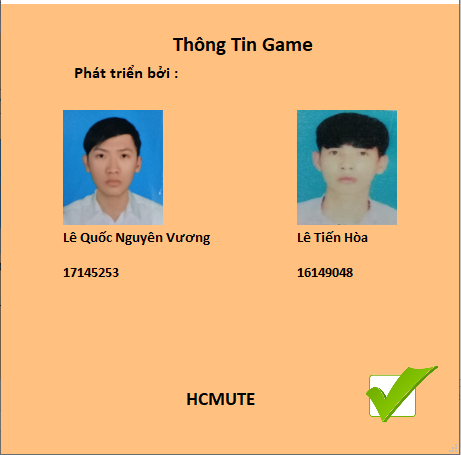 Thông Tin Game
Phát triển bởi :
Lê Quốc Nguyên Vương
Lê Tiến Hòa
17145253
16149048
HCMUTE